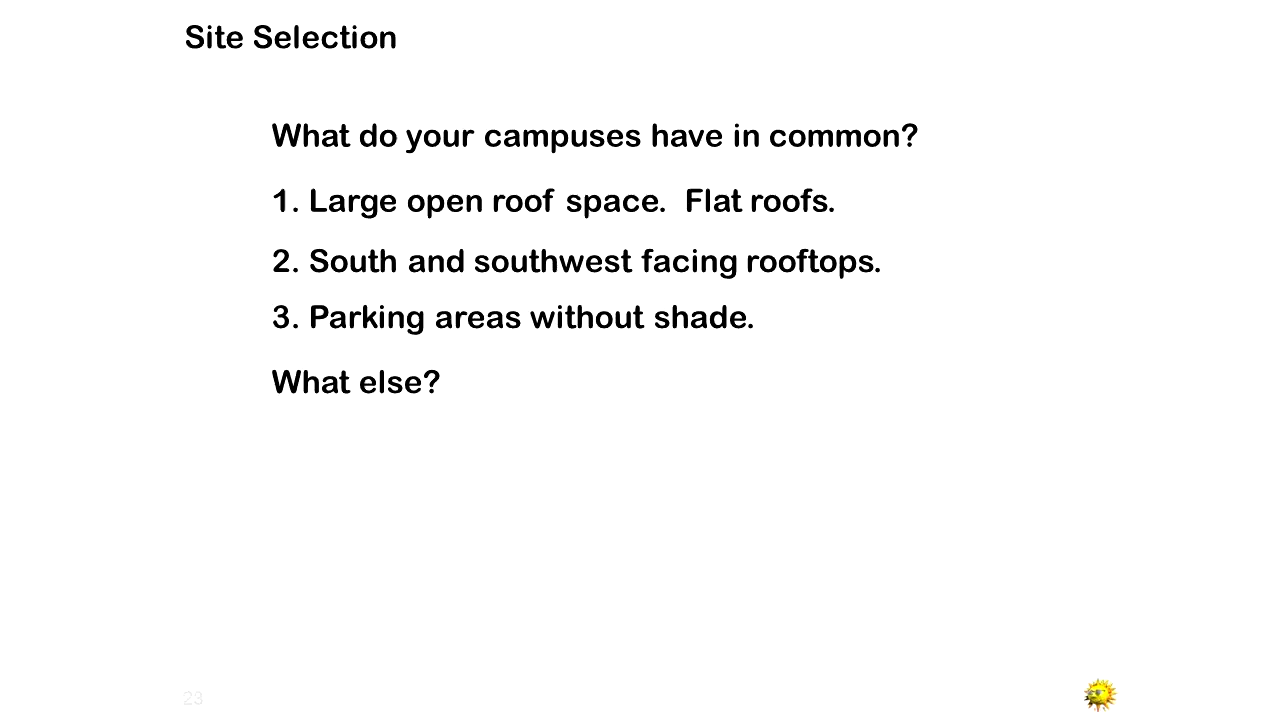 Site Selection
What do your campuses have in common?
1. Large open roof space.  Flat roofs.
2. South and southwest facing rooftops.
3. Parking areas without shade.
What else?
23